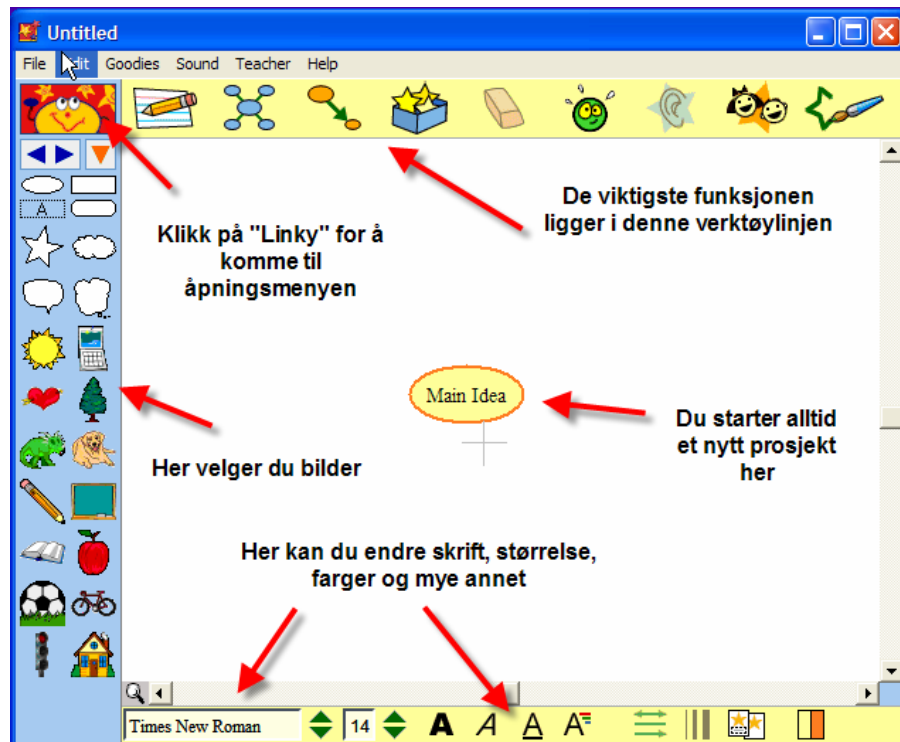 Untitled
File Edit Goodies Sound Teacher Help
A
De viktigste funksjonen
ligger i denne verktøylinjen
Klikk på "Linky" for å
komme til
åpningsmenyen
Main Idea
Du starter alltid
et nytt prosjekt
her
Her velger du bilder
Her kan du endre skrift, størrelse,
farger og mye annet
Times New Roman 14 A A A A